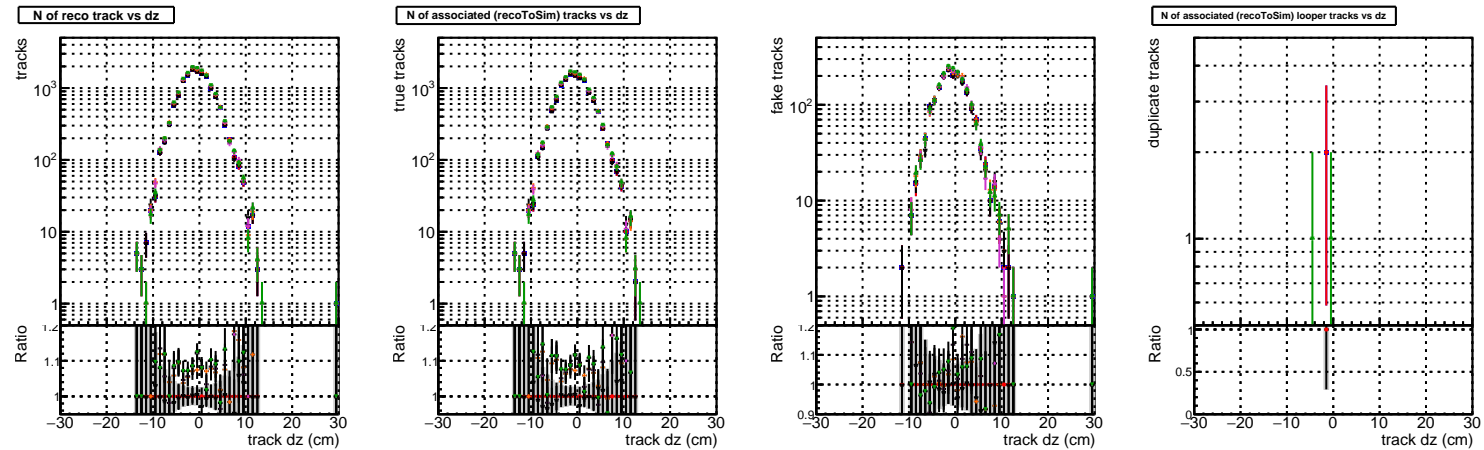 N of reco track vs dz
tracks
10³
10²
10
1
Ratio
1.2
1.1
1
−30 −20 −10 0 10 20 30
track dz (cm)
N of associated (recoToSim) tracks vs dz
true tracks
10³
10²
10
1
Ratio
1.2
1.1
1
−30 −20 −10 0 10 20 30
track dz (cm)
fake tracks
10²
10
1
Ratio
1.2
1.1
1
0.9
−30 −20 −10 0 10 20 30
track dz (cm)
N of associated (recoToSim) looper tracks vs dz
duplicate tracks
1
Ratio
1
0.5
0
−30 −20 −10 0 10 20 30
track dz (cm)